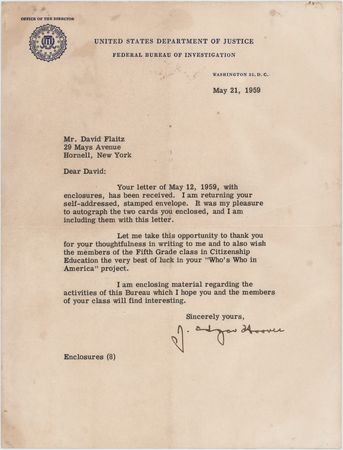 OFFICE OF THE DIRECTOR
UNITED STATES DEPARTMENT OF JUSTICE
FEDERAL BUREAU OF INVESTIGATION
WASHINGTON 25, D. C.
May 21, 1959
Mr. David Flaitz
29 Mays Avenue
Hornell, New York
Dear David:
Your letter of May 12, 1959, with
enclosures, has been received. I am returning your
self-addressed, stamped envelope. It was my pleasure
to autograph the two cards you enclosed, and I am
including them with this letter.
Let me take this opportunity to thank you
for your thoughtfulness in writing to me and to also wish
the members of the Fifth Grade class in Citizenship
Education the very best of luck in your "Who's Who in
America" project.
I am enclosing material regarding the
activities of this Bureau which I hope you and the members
of your class will find interesting.
Sincerely yours,
J. Edgar Hoover
Enclosures (8)